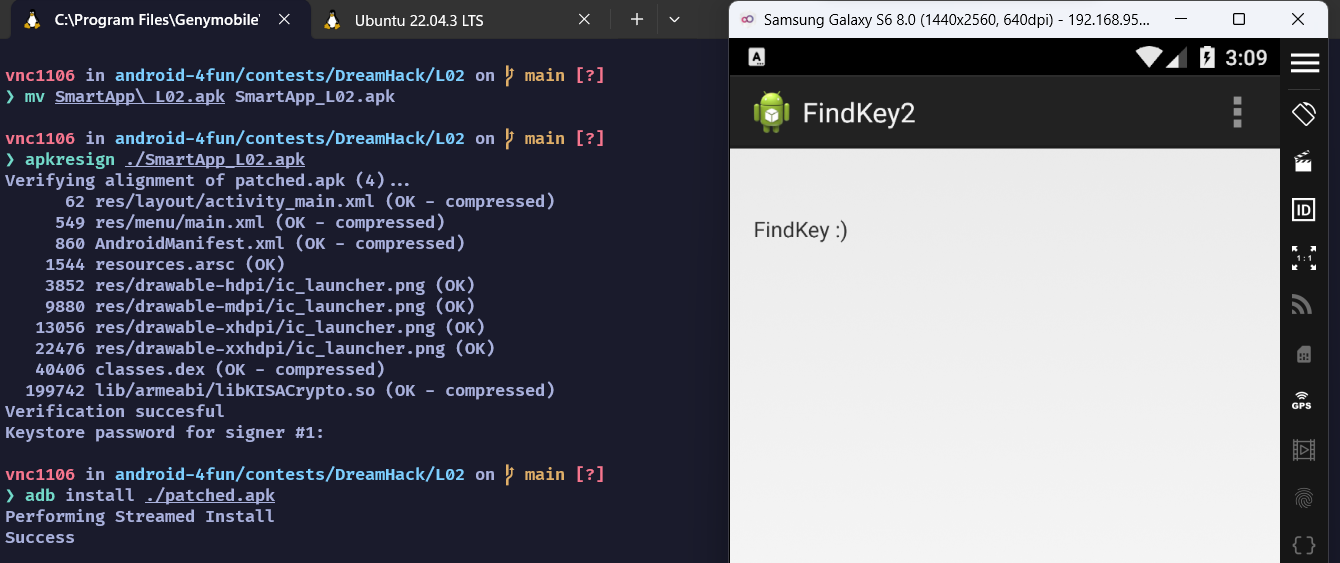 C:\Program Files\Genymobile'
Ubuntu 22.04.3 LTS
vnc1106 in android-4fun/contests/DreamHack/L02 on main [?]
❯ mv SmartApp\ L02.apk SmartApp_L02.apk
vnc1106 in android-4fun/contests/DreamHack/L02 on main [?]
❯ apkresign ./SmartApp_L02.apk
Verifying alignment of patched.apk (4)...
62 res/layout/activity_main.xml (OK - compressed)
549 res/menu/main.xml (OK - compressed)
860 AndroidManifest.xml (OK - compressed)
1544 resources.arsc (OK)
3852 res/drawable-hdpi/ic_launcher.png (OK)
9880 res/drawable-mdpi/ic_launcher.png (OK)
13056 res/drawable-xhdpi/ic_launcher.png (OK)
22476 res/drawable-xxhdpi/ic_launcher.png (OK)
40406 classes.dex (OK - compressed)
199742 lib/armeabi/libKISACrypto.so (OK - compressed)
Verification succesful
Keystore password for signer #1:
vnc1106 in android-4fun/contests/DreamHack/L02 on main [?]
❯ adb install ./patched.apk
Performing Streamed Install
Success
Samsung Galaxy S6 8.0 (1440x2560, 640dpi) - 192.168.95...
A
3:09
FindKey2
FindKey :)
ID
1:1
GPS